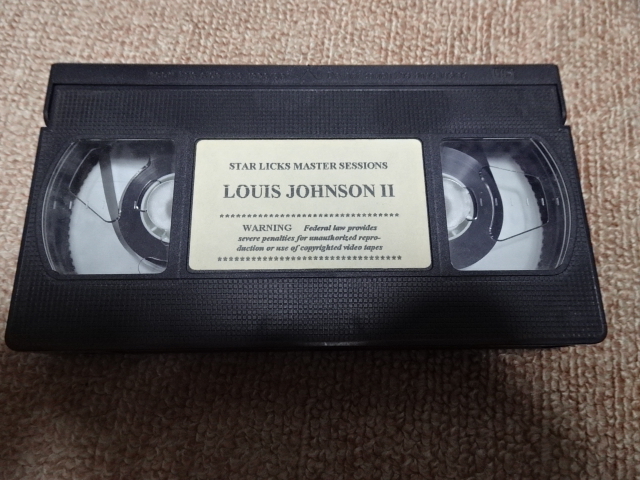 STAR LICKS MASTER SESSIONS
LOUIS JOHNSON II
**********************************
WARNING Federal law provides
severe penalties for unauthorized repro-
duction or use of copyrighted video tapes
***********************************